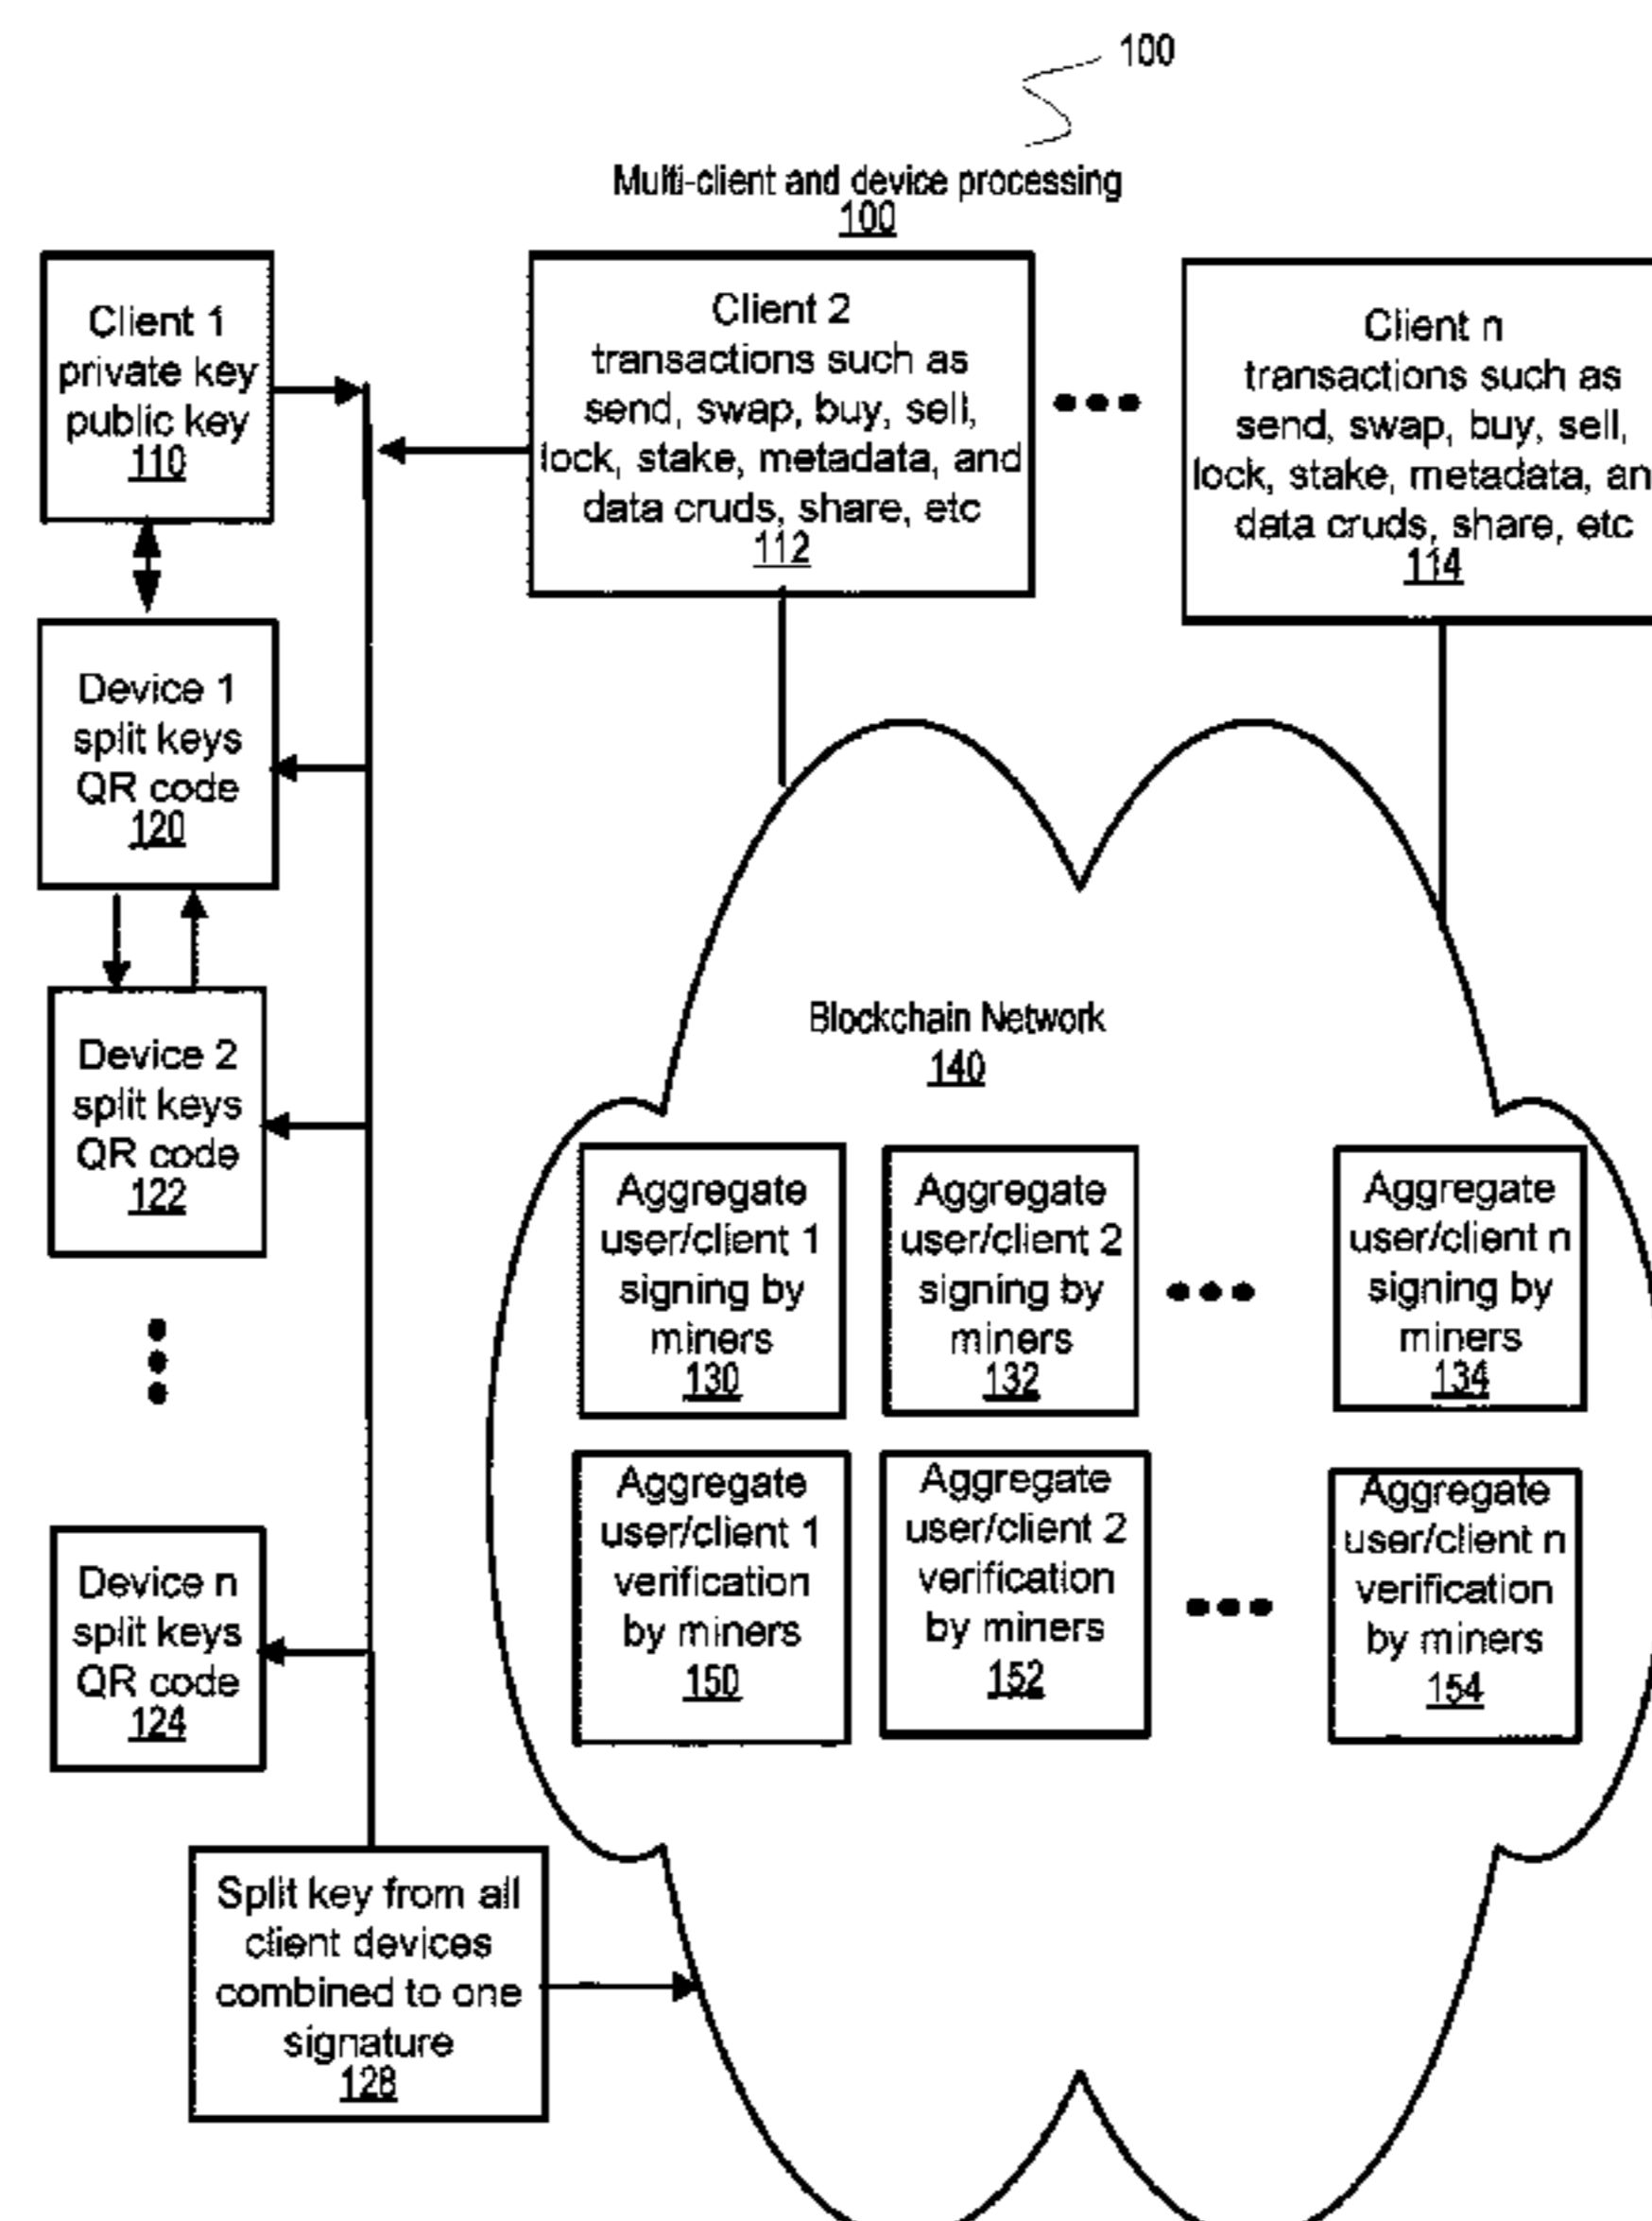 100
Multi-client and device processing
100
Client 1
private key
public key
110
Client 2
transactions such as
send, swap, buy, sell,
lock, stake, metadata, and
data cruds, share, etc
112
Client n
transactions such as
send, swap, buy, sell,
lock, stake, metadata, an
data cruds, share, etc
114
Device 1
split keys
QR code
120
Device 2
split keys
QR code
122
Device n
split keys
QR code
124
Split key from all
client devices
combined to one
signature
128
Blockchain Network
140
Aggregate
user/client 1
signing by
miners
130
Aggregate
user/client 2
signing by
miners
132
Aggregate
user/client n
signing by
miners
134
Aggregate
user/client 1
verification
by miners
150
Aggregate
user/client 2
verification
by miners
152
Aggregate
user/client n
verification
by miners
154